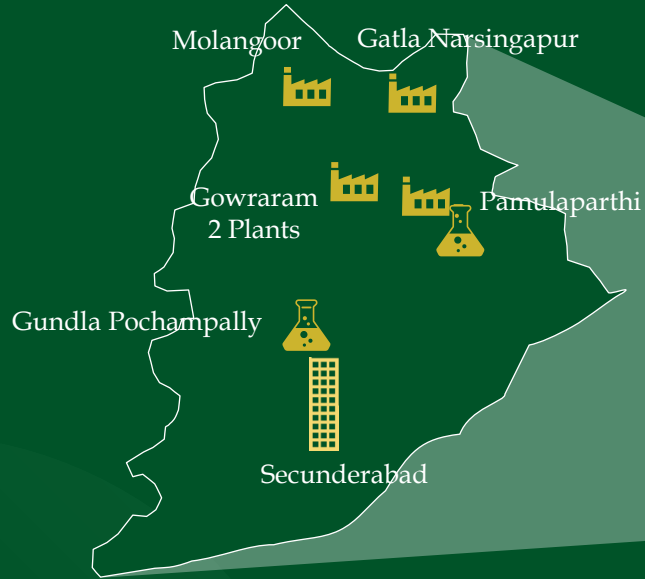 Molangoor
Gatla Narsingapur
Gowraram
2 Plants
Pamulaparthi
Gundla Pochampally
Secunderabad